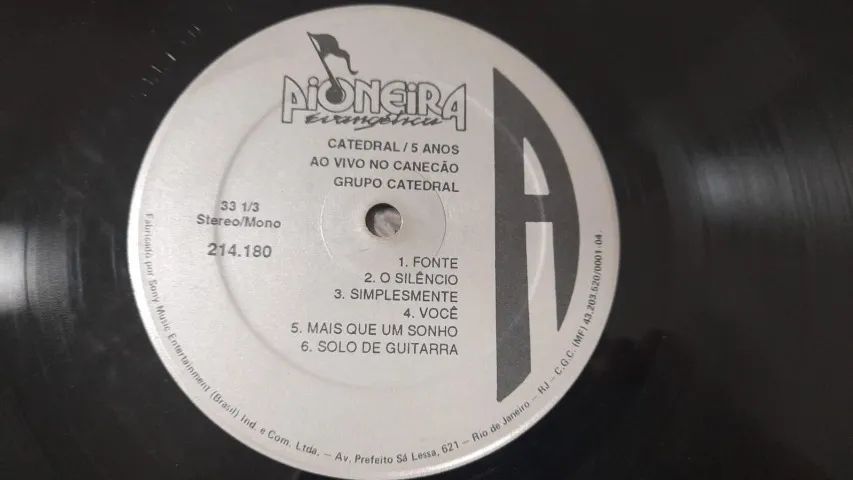 PIONEIRA
Evangélica
CATEDRAL / 5 ANOS
AO VIVO NO CANECÃO
GRUPO CATEDRAL
33 1/3
Stereo/Mono
214.180
1. FONTE
2. O SILÊNCIO
3. SIMPLESMENTE
4. VOCÊ
5. MAIS QUE UM SONHO
6. SOLO DE GUITARRA
A
Fabricado por Sony Music Entertainment (Brasil) Ind. e Com. Ltda. — Av. Prefeito Sá Lessa, 621 — Rio de Janeiro — RJ — C.G.C. (MF) 43.203.520/0001-04.